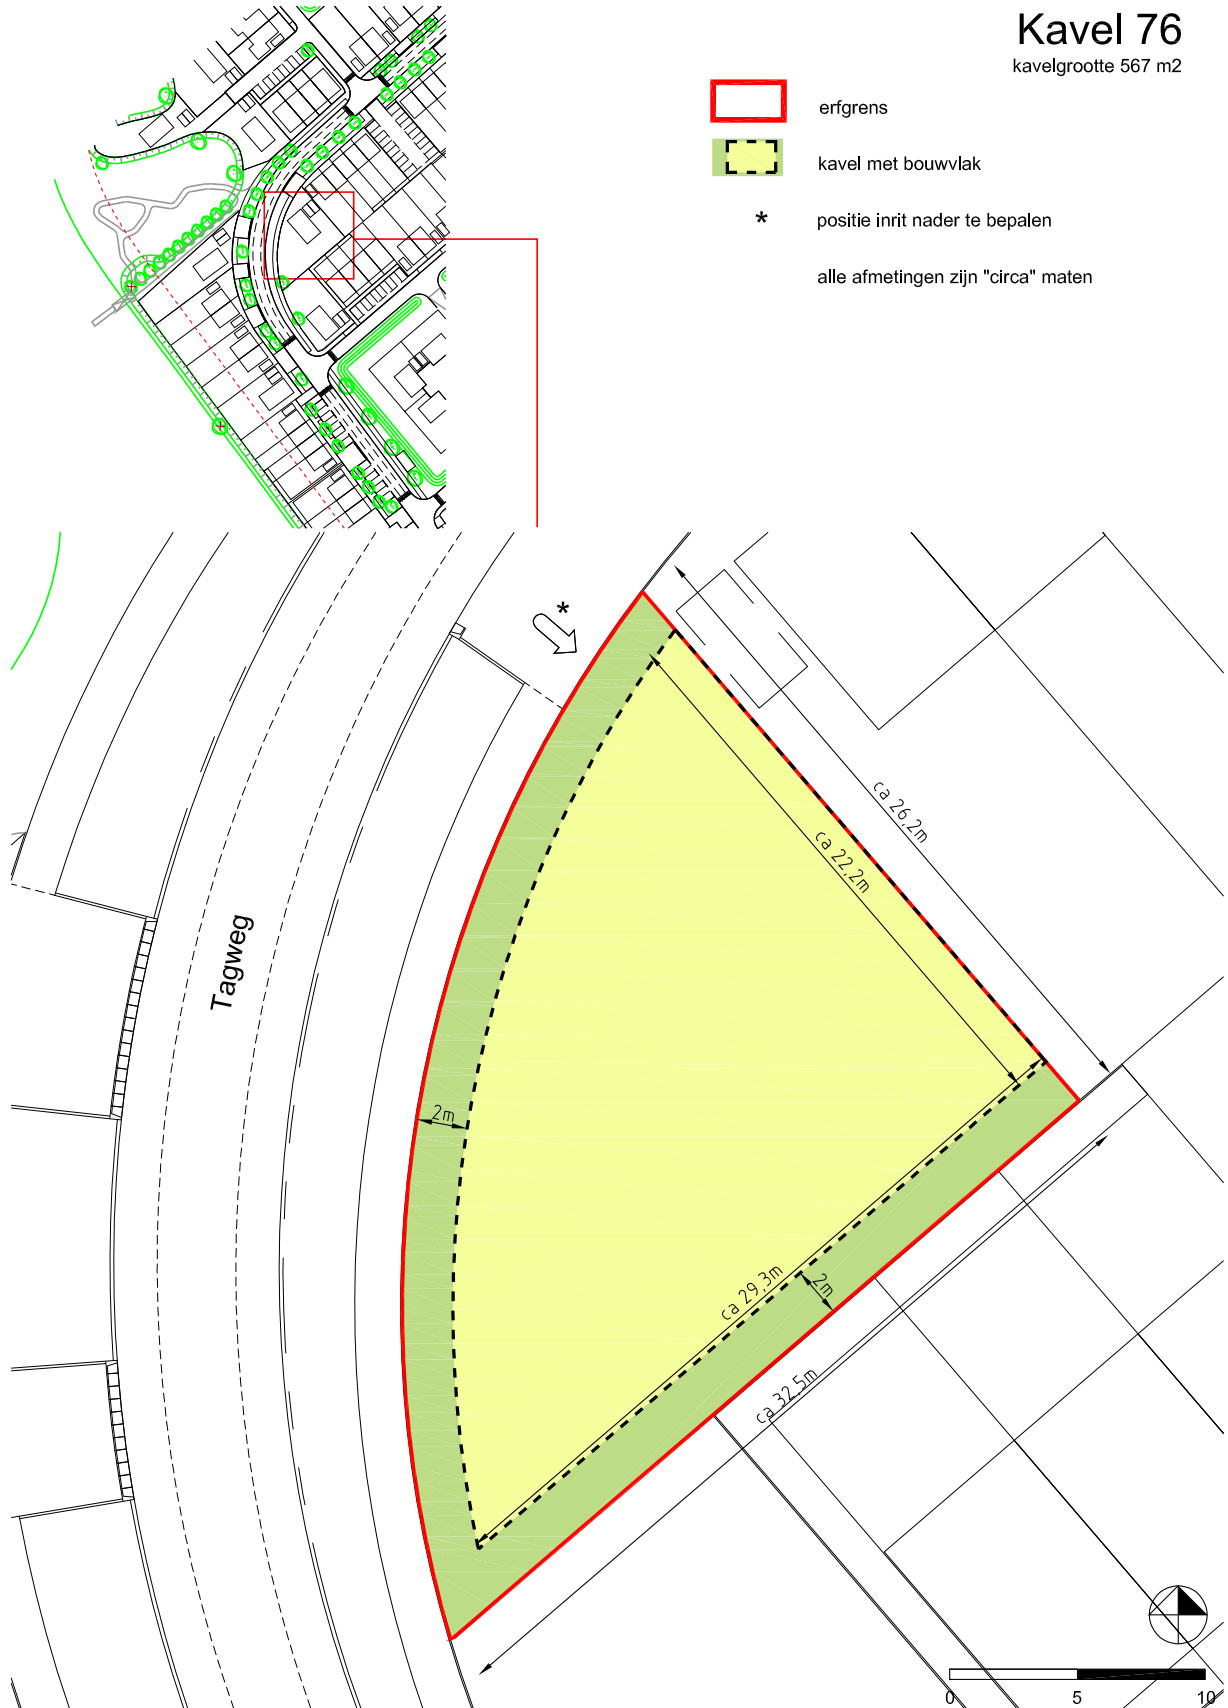 Kavel 76
kavelgrootte 567 m2
erfgrens
kavel met bouwvlak
* positie inrit nader te bepalen
alle afmetingen zijn "circa" maten
*
ca 26,2m
ca 22,2m
Tagweg
2m
ca 29,3m
2m
ca 32,5m
0 5 10